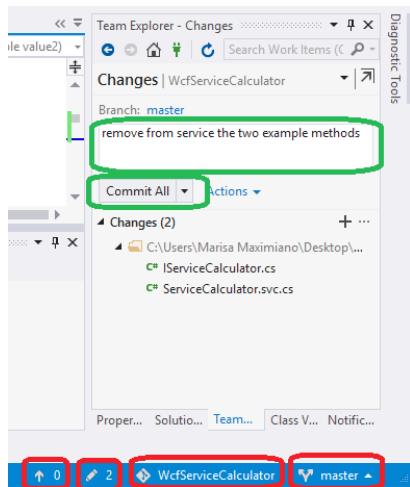 Team Explorer - Changes
ble value2)
Search Work Items (C
Changes | WcfServiceCalculator
Branch: master
remove from service the two example methods
Commit All
Actions
Changes (2)
C:\Users\Marisa Maximiano\Desktop\...
C# IServiceCalculator.cs
C# ServiceCalculator.svc.cs
Proper... Solutio... Team... Class V... Notific...
0 2 WcfServiceCalculator master
Diagnostic Tools